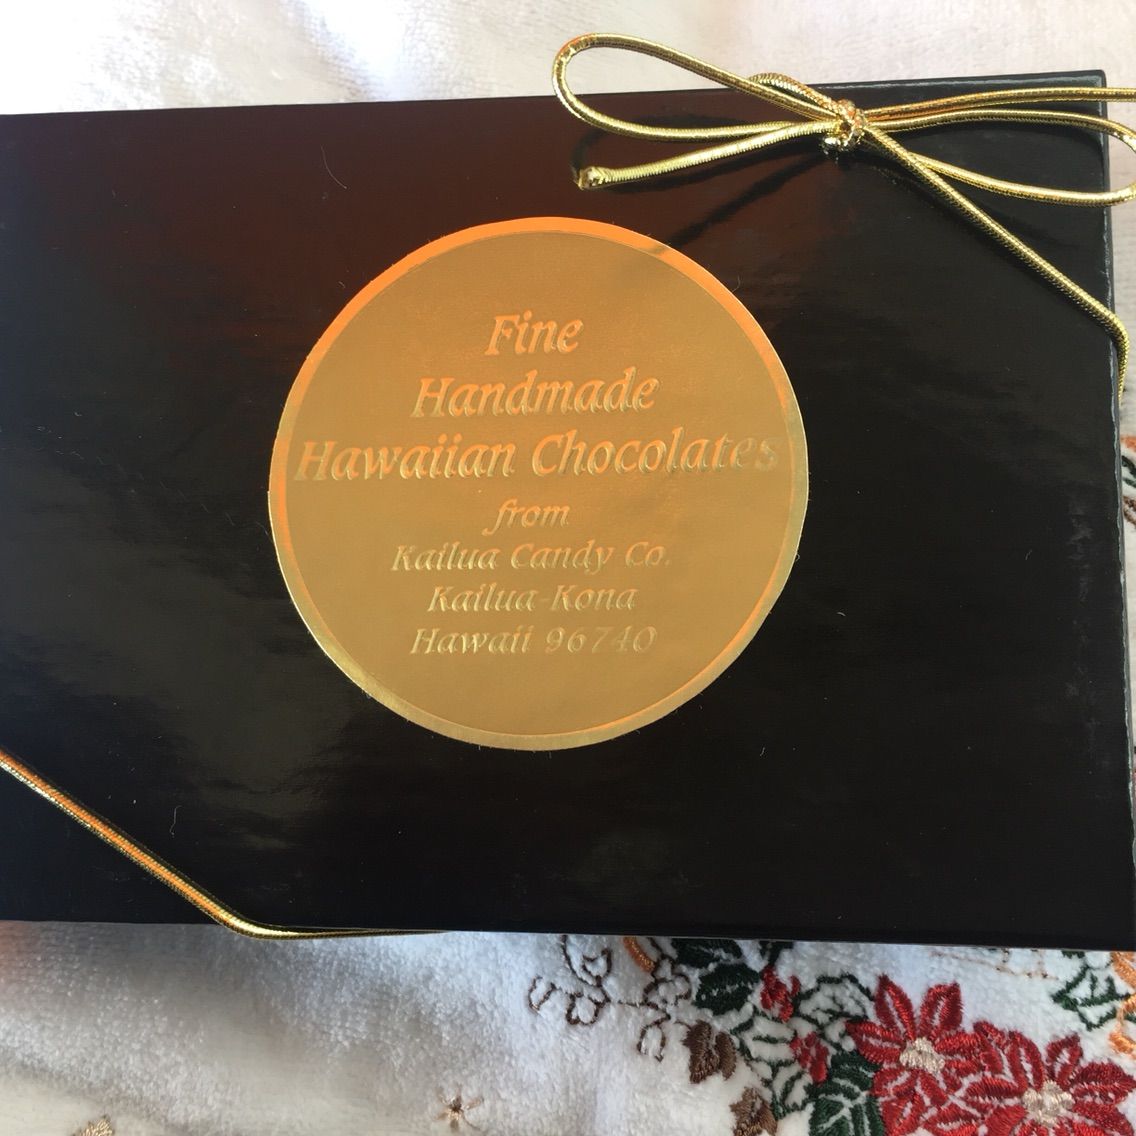 Fine
Handmade
Hawaiian Chocolates
from
Kailua Candy Co.
Kailua-Kona
Hawaii 96740